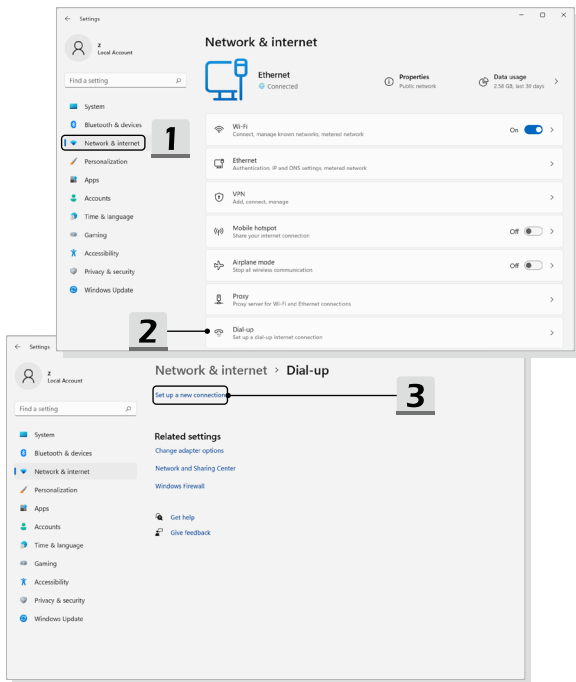 Settings
z
Local Account
Find a setting
System
Bluetooth & devices
Network & internet
Personalization
Apps
Accounts
Time & language
Gaming
Accessibility
Privacy & security
Windows Update
1
Network & internet
Ethernet
Connected
Properties
Public network
Data usage
2.58 GB, last 30 days
Wi-Fi
Connect, manage known networks, metered network
On
Ethernet
Authentication, IP and DNS settings, metered network
VPN
Add, connect, manage
Mobile hotspot
Share your internet connection
Off
Airplane mode
Stop all wireless communication
Off
Proxy
Proxy server for Wi-Fi and Ethernet connections
2
Dial-up
Set up a dial-up internet connection
Settings
z
Local Account
Find a setting
System
Bluetooth & devices
Network & internet
Personalization
Apps
Accounts
Time & language
Gaming
Accessibility
Privacy & security
Windows Update
Network & internet > Dial-up
Set up a new connection
3
Related settings
Change adapter options
Network and Sharing Center
Windows Firewall
Get help
Give feedback